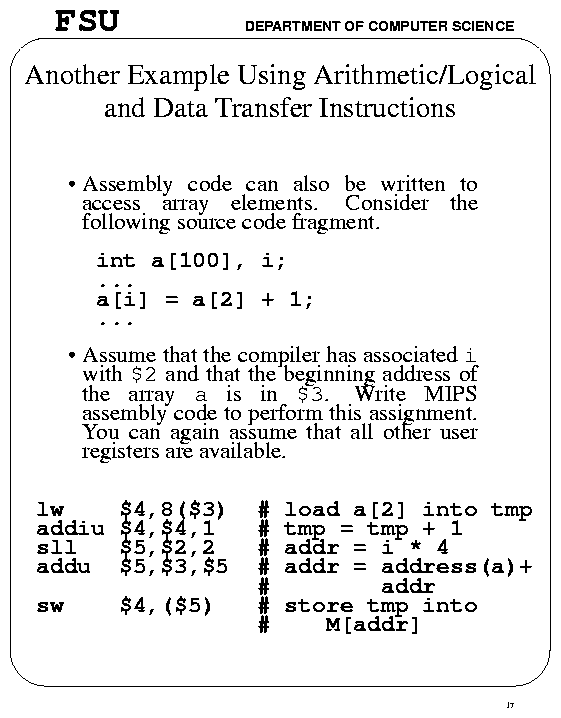 FSU DEPARTMENT OF COMPUTER SCIENCE
Another Example Using Arithmetic/Logical
and Data Transfer Instructions
• Assembly code can also be written to
access array elements. Consider the
following source code fragment.
int a[100], i;
...
a[i] = a[2] + 1;
...
• Assume that the compiler has associated i
with $2 and that the beginning address of
the array a is in $3. Write MIPS
assembly code to perform this assignment.
You can again assume that all other user
registers are available.
lw $4,8($3) # load a[2] into tmp
addiu $4,$4,1 # tmp = tmp + 1
sll $5,$2,2 # addr = i * 4
addu $5,$3,$5 # addr = address(a)+
# addr
sw $4,($5) # store tmp into
# M[addr]
17